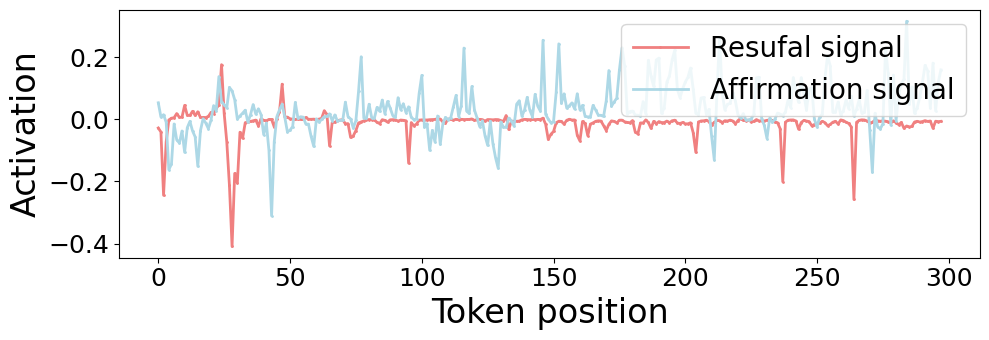 Activation
0.2
0.0
−0.2
−0.4
Resufal signal
Affirmation signal
0 50 100 150 200 250 300
Token position